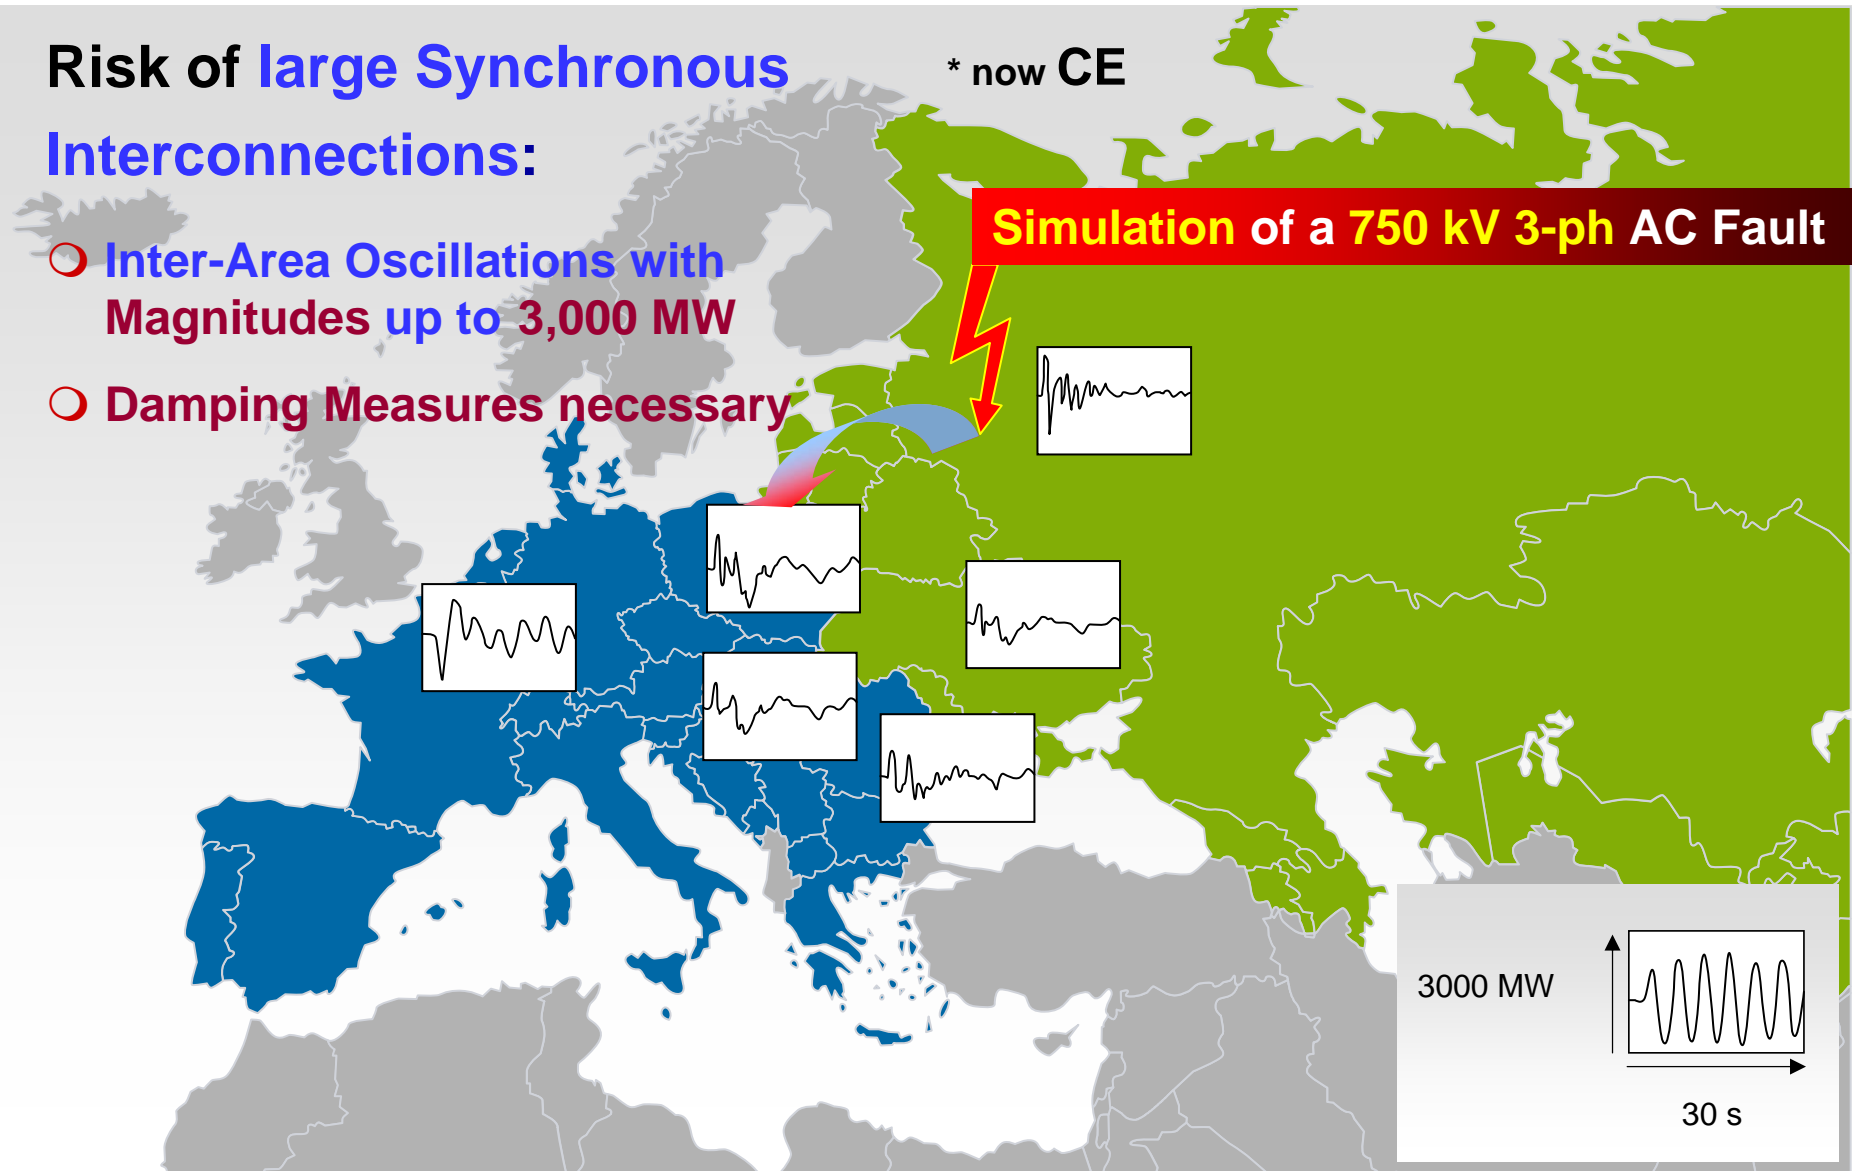 Risk of large Synchronous
* now CE
Interconnections:
Simulation of a 750 kV 3-ph AC Fault
Inter-Area Oscillations with
Magnitudes up to 3,000 MW
Damping Measures necessary
3000 MW
30 s